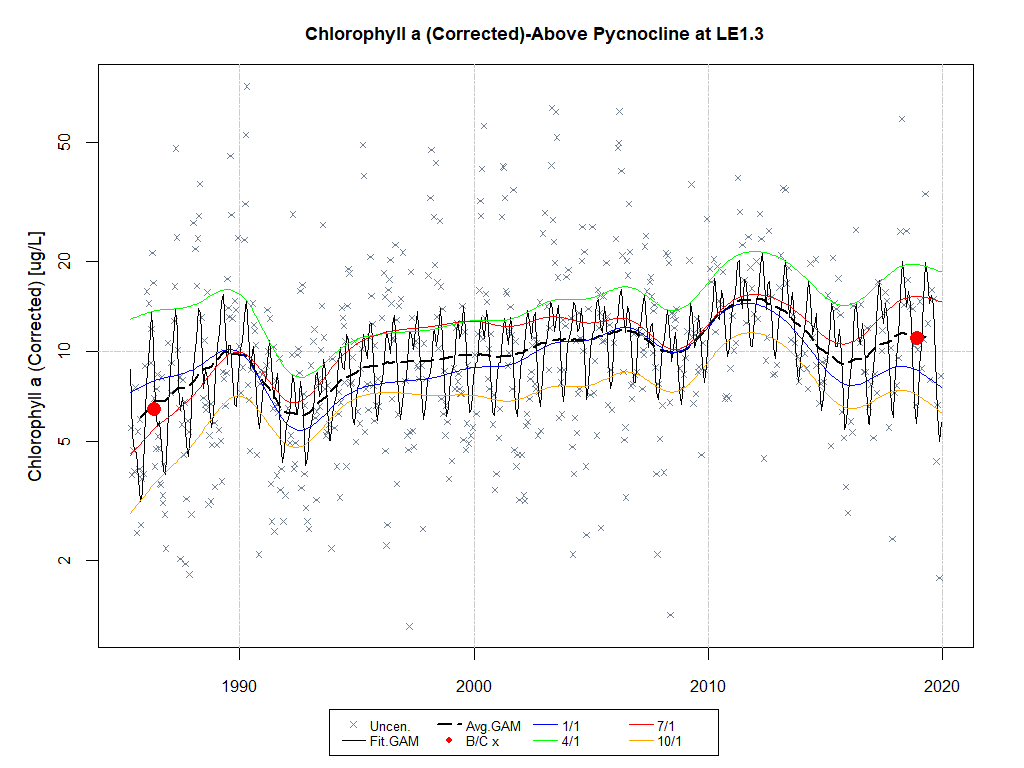 Chlorophyll a (Corrected)-Above Pycnocline at LE1.3
Chlorophyll a (Corrected) [ug/L]
50
20
10
5
2
1990 2000 2010 2020
Uncen. Avg.GAM 1/1 7/1
Fit.GAM B/C x 4/1 10/1